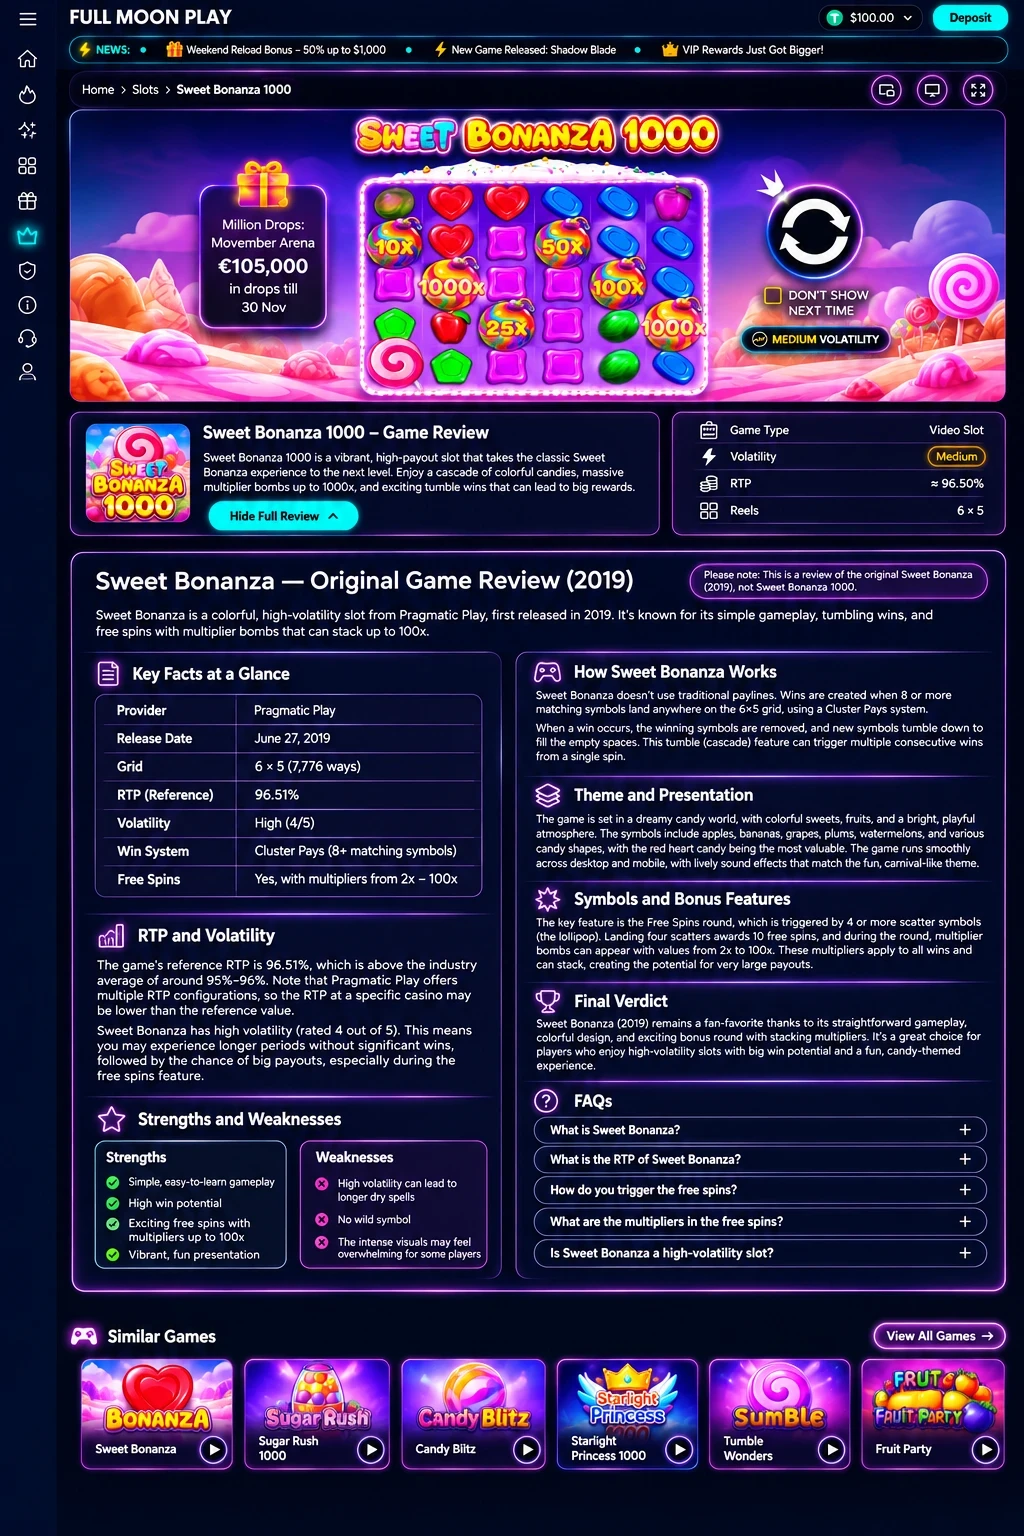 FULL MOON PLAY
$100.00
Deposit
NEWS:
Weekend Reload Bonus – 50% up to $1,000
New Game Released: Shadow Blade
VIP Rewards Just Got Bigger!
Home > Slots > Sweet Bonanza 1000
SWEET BONANZA 1000
Million Drops:
Movember Arena
€105,000
in drops till
30 Nov
10X
50X
1000X
100X
25X
1000X
DON'T SHOW
NEXT TIME
MEDIUM VOLATILITY
SWEET
BONANZA
1000
Sweet Bonanza 1000 – Game Review
Sweet Bonanza 1000 is a vibrant, high-payout slot that takes the classic Sweet
Bonanza experience to the next level. Enjoy a cascade of colorful candies, massive
multiplier bombs up to 1000x, and exciting tumble wins that can lead to big rewards.
Hide Full Review
Game Type Video Slot
Volatility Medium
RTP ≈ 96.50%
Reels 6 × 5
Sweet Bonanza — Original Game Review (2019)
Please note: This is a review of the original Sweet Bonanza
(2019), not Sweet Bonanza 1000.
Sweet Bonanza is a colorful, high-volatility slot from Pragmatic Play, first released in 2019. It's known for its simple gameplay, tumbling wins, and
free spins with multiplier bombs that can stack up to 100x.
Key Facts at a Glance
Provider Pragmatic Play
Release Date June 27, 2019
Grid 6 × 5 (7,776 ways)
RTP (Reference) 96.51%
Volatility High (4/5)
Win System Cluster Pays (8+ matching symbols)
Free Spins Yes, with multipliers from 2x – 100x
RTP and Volatility
The game's reference RTP is 96.51%, which is above the industry
average of around 95%–96%. Note that Pragmatic Play offers
multiple RTP configurations, so the RTP at a specific casino may
be lower than the reference value.
Sweet Bonanza has high volatility (rated 4 out of 5). This means
you may experience longer periods without significant wins,
followed by the chance of big payouts, especially during the
free spins feature.
Strengths and Weaknesses
Strengths
Simple, easy-to-learn gameplay
High win potential
Exciting free spins with
multipliers up to 100x
Vibrant, fun presentation
Weaknesses
High volatility can lead to
longer dry spells
No wild symbol
The intense visuals may feel
overwhelming for some players
How Sweet Bonanza Works
Sweet Bonanza doesn't use traditional paylines. Wins are created when 8 or more
matching symbols land anywhere on the 6×5 grid, using a Cluster Pays system.
When a win occurs, the winning symbols are removed, and new symbols tumble down to
fill the empty spaces. This tumble (cascade) feature can trigger multiple consecutive wins
from a single spin.
Theme and Presentation
The game is set in a dreamy candy world, with colorful sweets, fruits, and a bright, playful
atmosphere. The symbols include apples, bananas, grapes, plums, watermelons, and various
candy shapes, with the red heart candy being the most valuable. The game runs smoothly
across desktop and mobile, with lively sound effects that match the fun, carnival-like theme.
Symbols and Bonus Features
The key feature is the Free Spins round, which is triggered by 4 or more scatter symbols
(the lollipop). Landing four scatters awards 10 free spins, and during the round, multiplier
bombs can appear with values from 2x to 100x. These multipliers apply to all wins and
can stack, creating the potential for very large payouts.
Final Verdict
Sweet Bonanza (2019) remains a fan-favorite thanks to its straightforward gameplay,
colorful design, and exciting bonus round with stacking multipliers. It's a great choice for
players who enjoy high-volatility slots with big win potential and a fun, candy-themed
experience.
FAQs
What is Sweet Bonanza?
What is the RTP of Sweet Bonanza?
How do you trigger the free spins?
What are the multipliers in the free spins?
Is Sweet Bonanza a high-volatility slot?
Similar Games
View All Games →
BONANZA
Sweet Bonanza
Sugar Rush
Sugar Rush
1000
Candy Blitz
Candy Blitz
Starlight
Princess
1000
Starlight
Princess 1000
SumBLe
Tumble
Wonders
FRUIT
FRUIT PARTY
Fruit Party